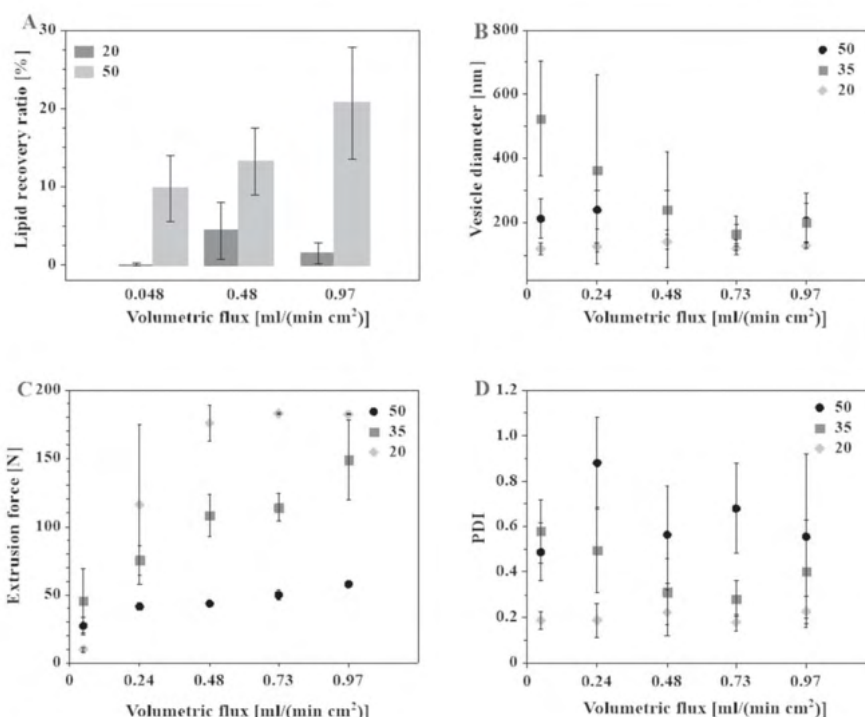 A
Lipid recovery ratio [%]
30
20
10
0
20
50
0.048 0.48 0.97
Volumetric flux [ml/(min cm²)]
B
Vesicle diameter [nm]
800
600
400
200
50
35
20
0 0.24 0.48 0.73 0.97
Volumetric flux [ml/(min cm²)]
C
Extrusion force [N]
200
150
100
50
0
50
35
20
0 0.24 0.48 0.73 0.97
Volumetric flux [ml/(min cm²)]
D
PDI
1.2
1.0
0.8
0.6
0.4
0.2
0
50
35
20
0 0.24 0.48 0.73 0.97
Volumetric flux [ml/(min cm²)]